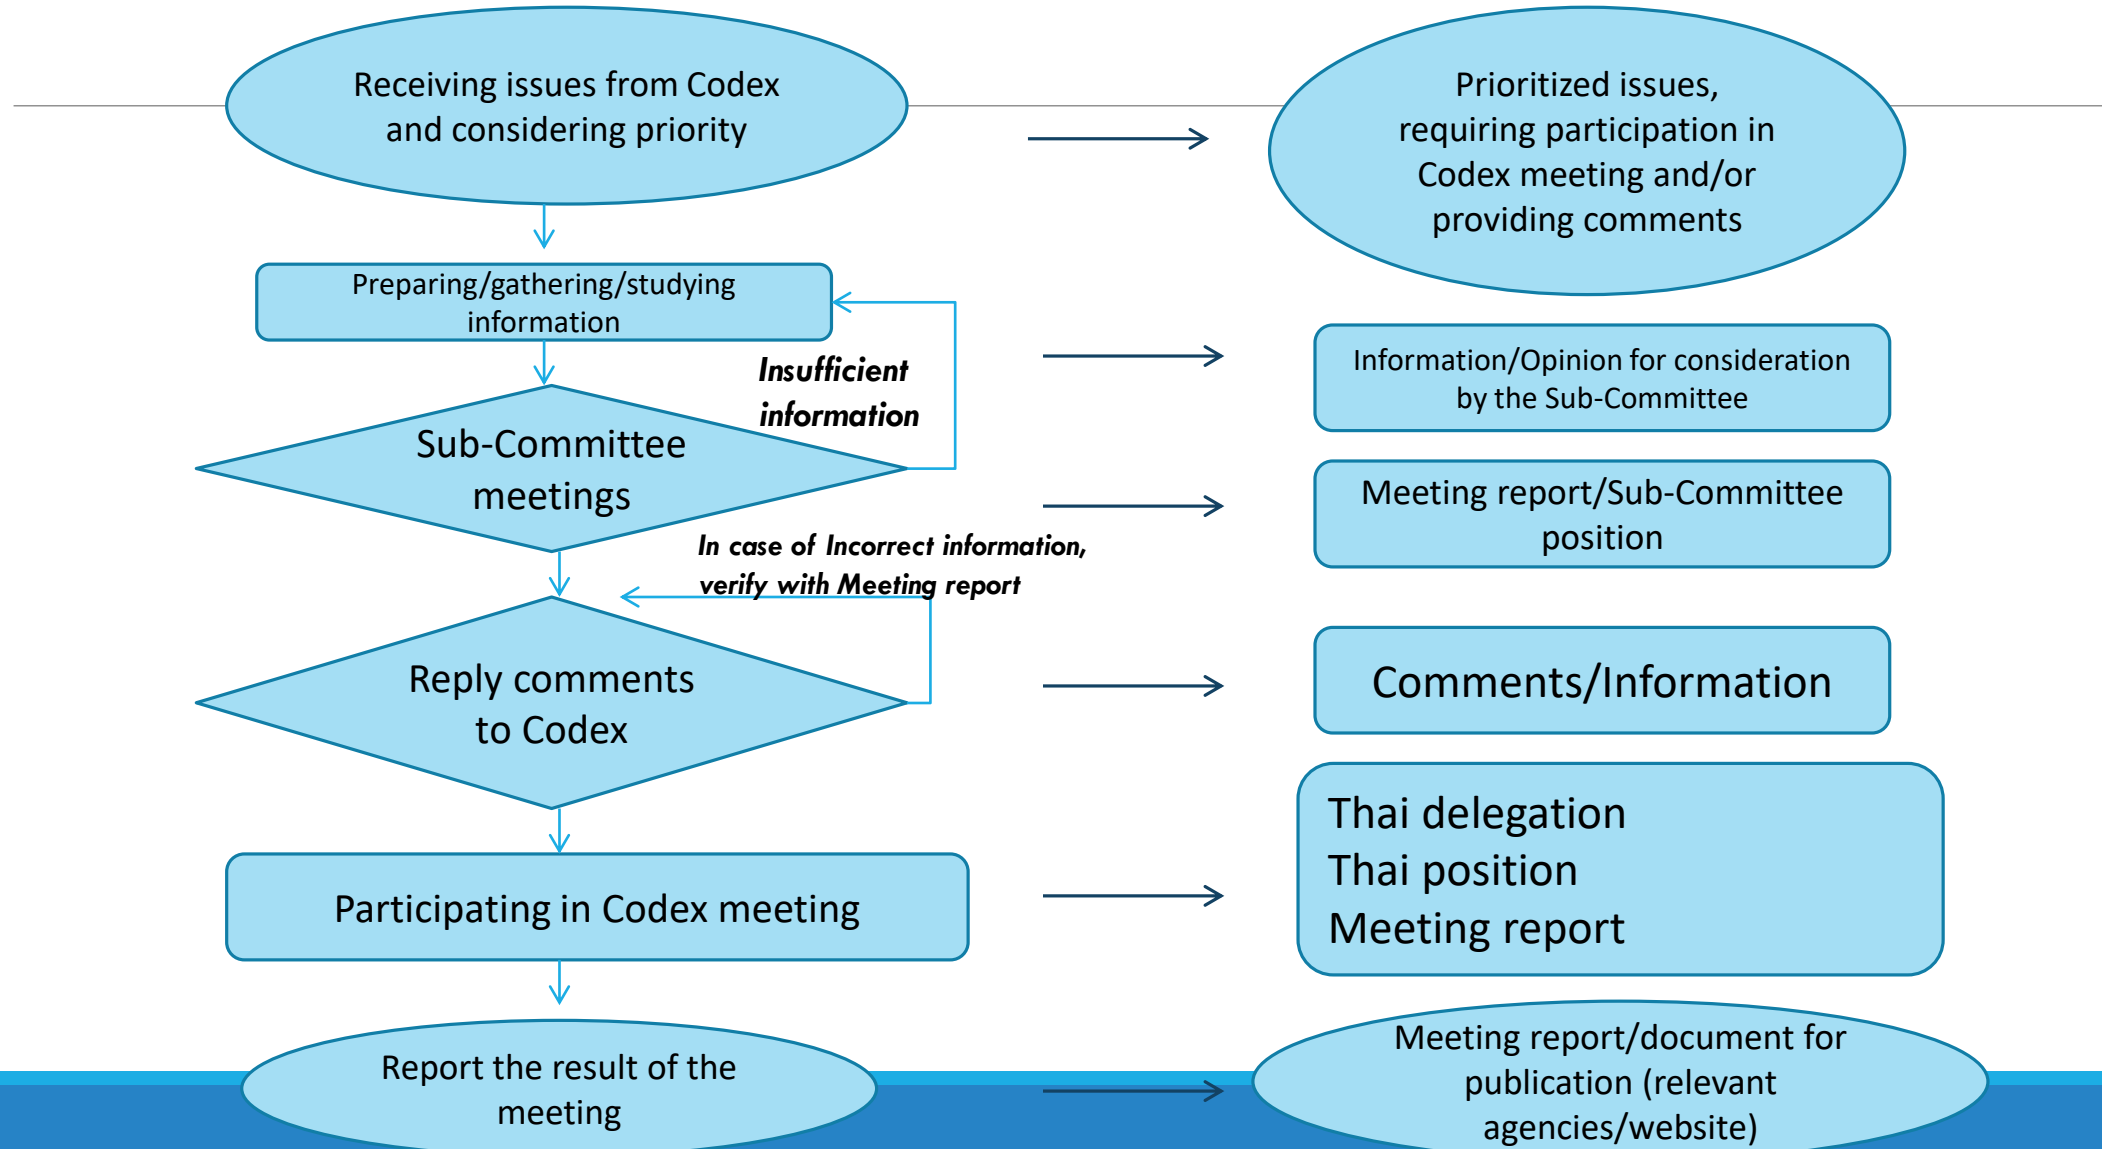 Receiving issues from Codex
and considering priority
Prioritized issues,
requiring participation in
Codex meeting and/or
providing comments
Preparing/gathering/studying
information
Insufficient
information
Information/Opinion for consideration
by the Sub-Committee
Sub-Committee
meetings
Meeting report/Sub-Committee
position
In case of Incorrect information,
verify with Meeting report
Reply comments
to Codex
Comments/Information
Participating in Codex meeting
Thai delegation
Thai position
Meeting report
Report the result of the
meeting
Meeting report/document for
publication (relevant
agencies/website)